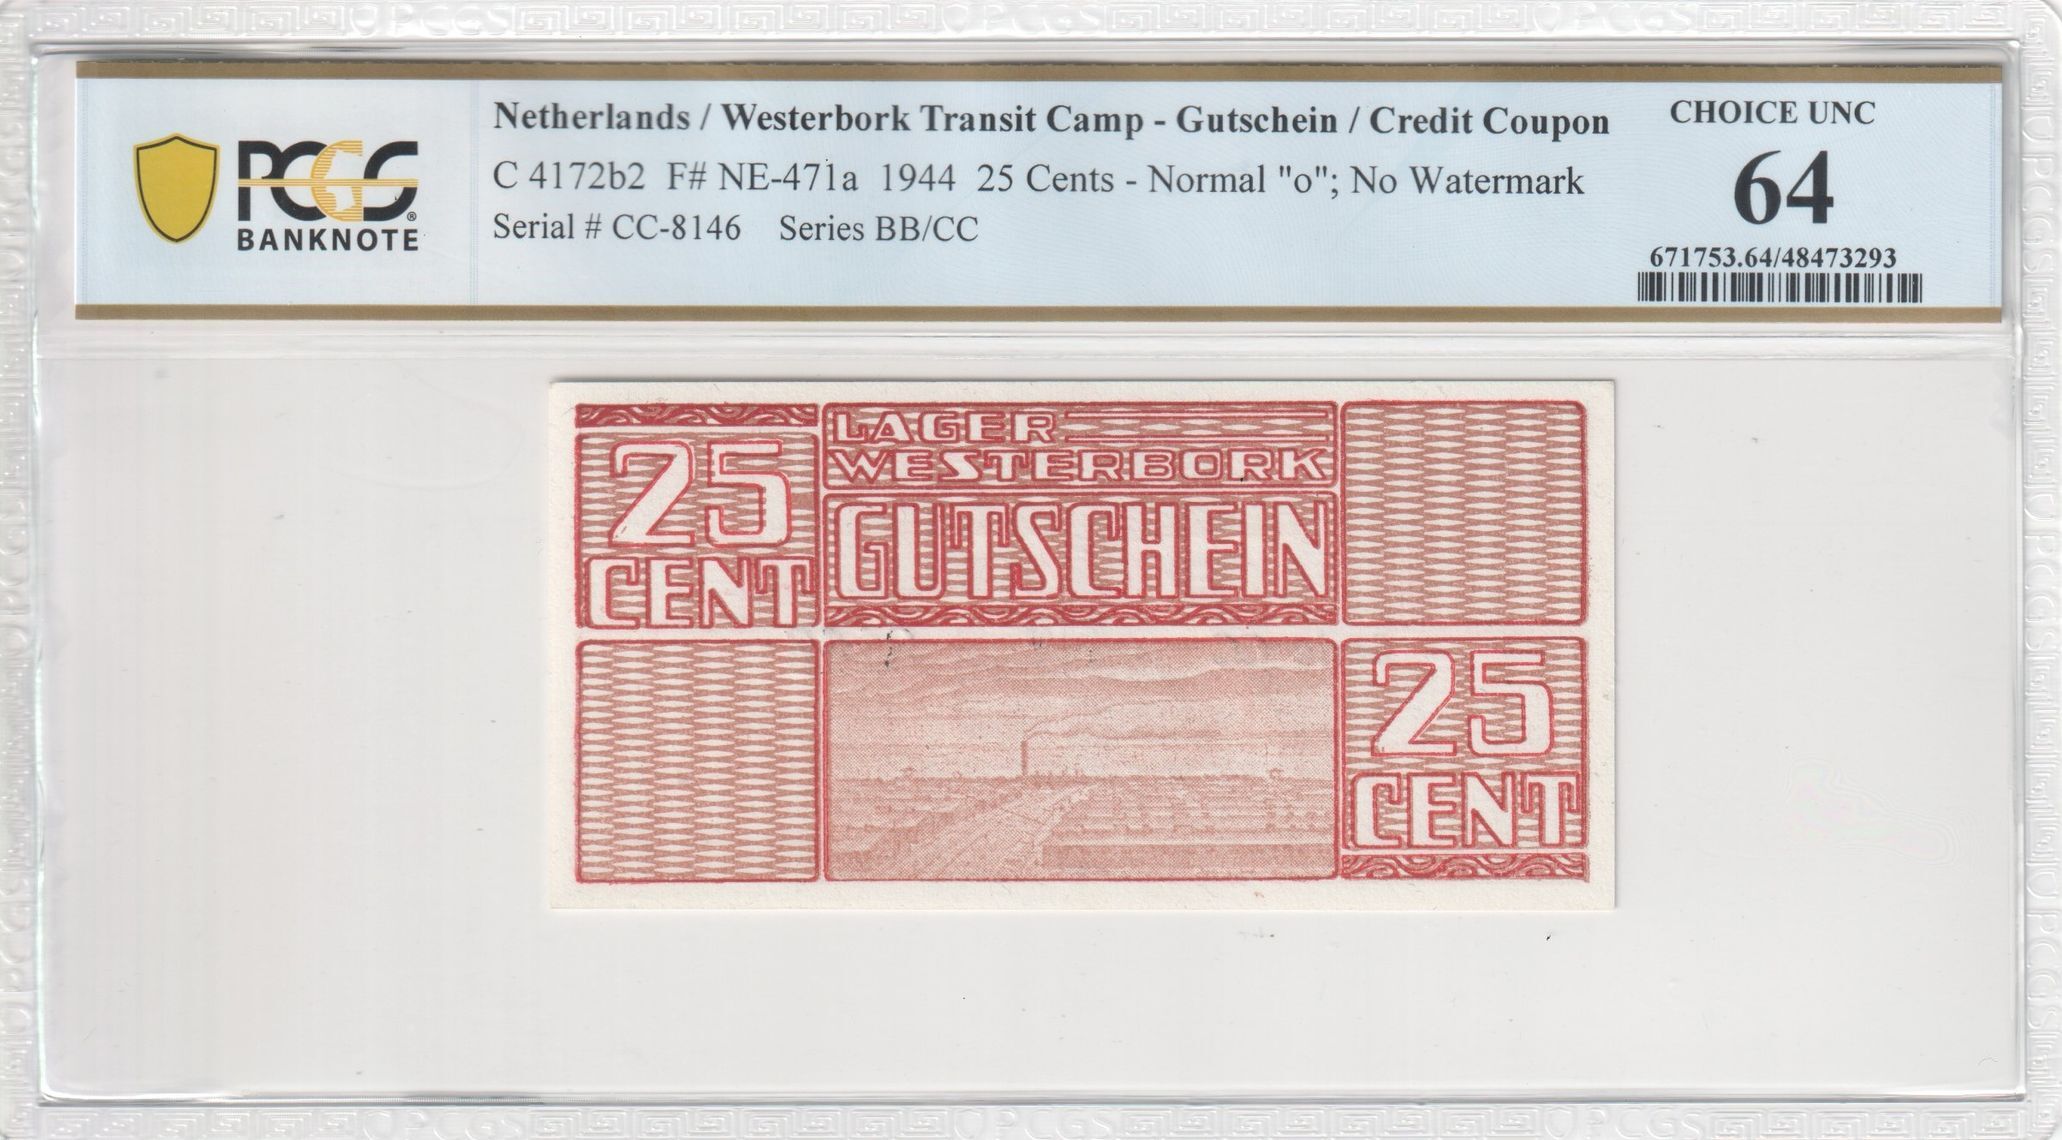 PCGS
BANKNOTE
Netherlands / Westerbork Transit Camp - Gutschein / Credit Coupon
C 4172b2 F# NE-471a 1944 25 Cents - Normal "o"; No Watermark
Serial # CC-8146 Series BB/CC
CHOICE UNC
64
671753.64/48473293
25
CENT
LAGER
WESTERBORK
GUTSCHEIN
25
CENT